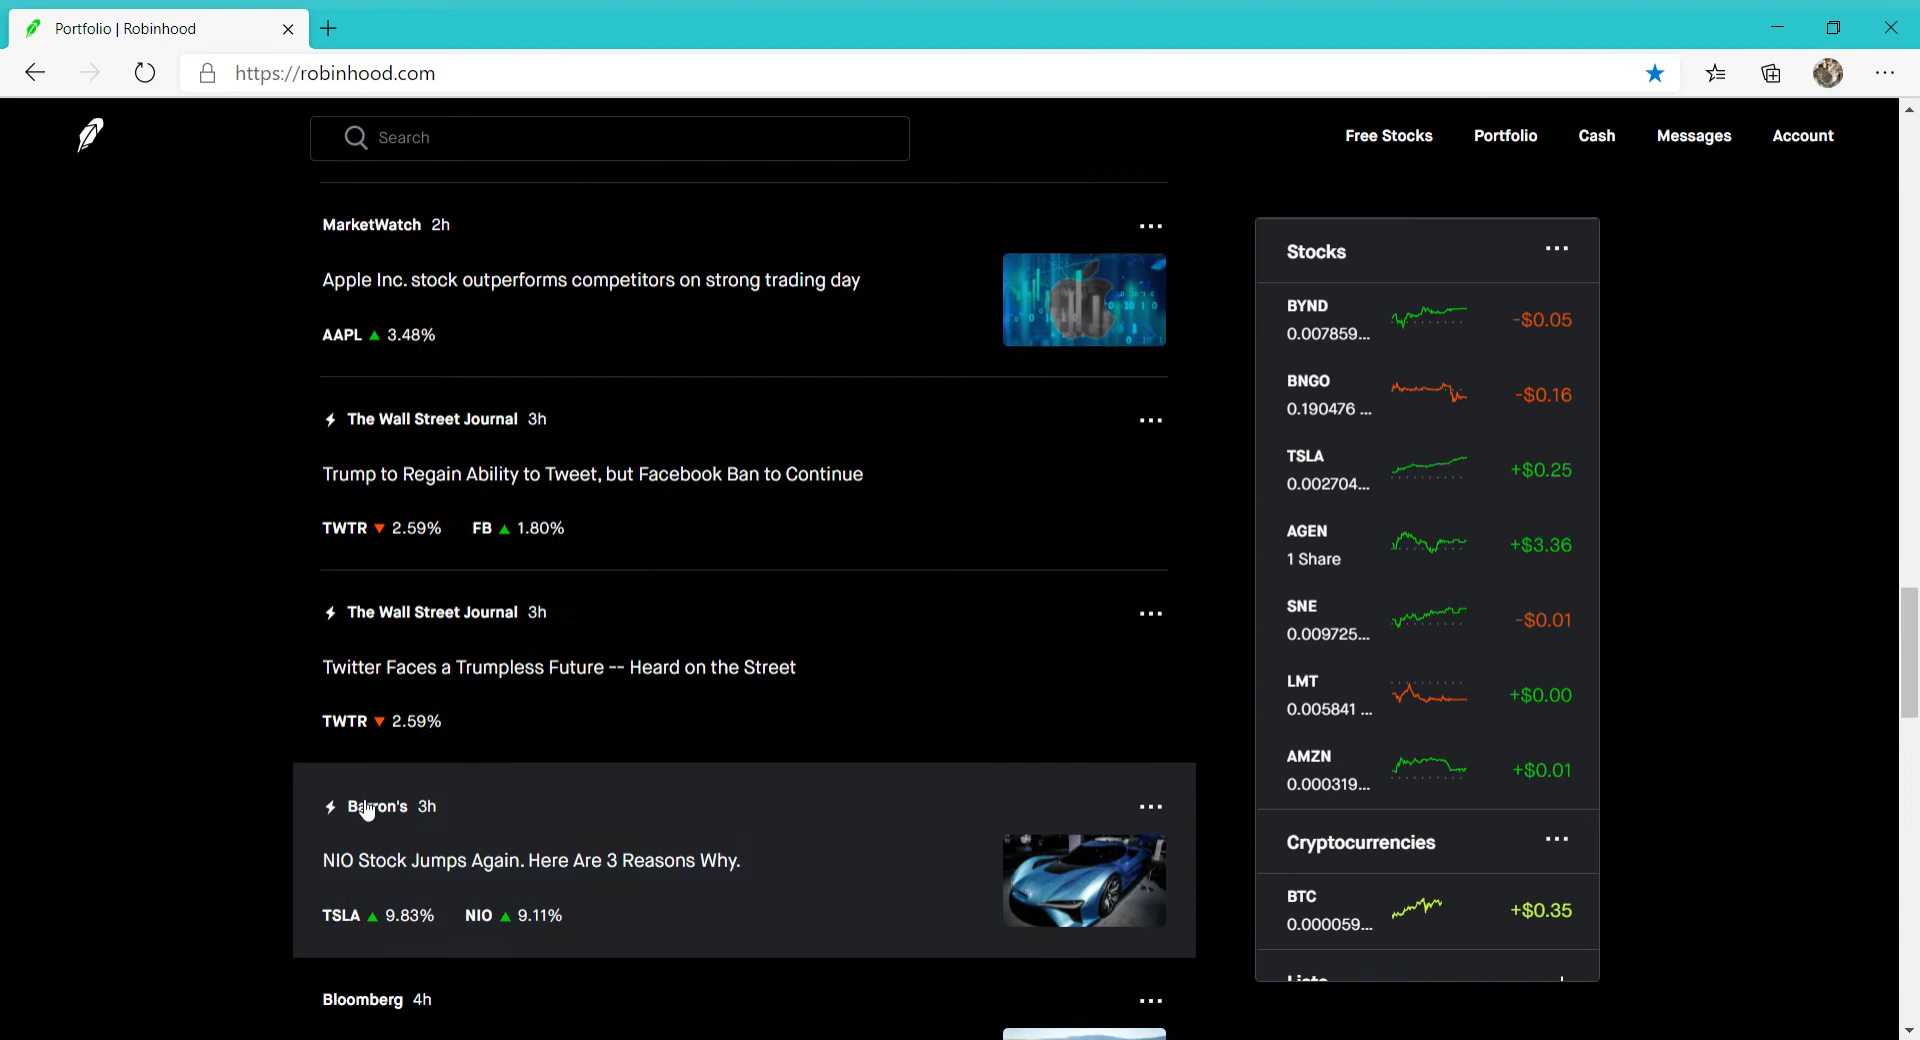 Portfolio | Robinhood
https://robinhood.com
Search
Free Stocks
Portfolio
Cash
Messages
Account
MarketWatch 2h
Apple Inc. stock outperforms competitors on strong trading day
AAPL ▲ 3.48%
The Wall Street Journal 3h
Trump to Regain Ability to Tweet, but Facebook Ban to Continue
TWTR ▼ 2.59% FB ▲ 1.80%
The Wall Street Journal 3h
Twitter Faces a Trumpless Future -- Heard on the Street
TWTR ▼ 2.59%
Barron's 3h
NIO Stock Jumps Again. Here Are 3 Reasons Why.
TSLA ▲ 9.83% NIO ▲ 9.11%
Bloomberg 4h
Stocks
BYND
0.007859... -$0.05
BNGO
0.190476 ... -$0.16
TSLA
0.002704... +$0.25
AGEN
1 Share +$3.36
SNE
0.009725... -$0.01
LMT
0.005841 ... +$0.00
AMZN
0.000319... +$0.01
Cryptocurrencies
BTC
0.000059... +$0.35